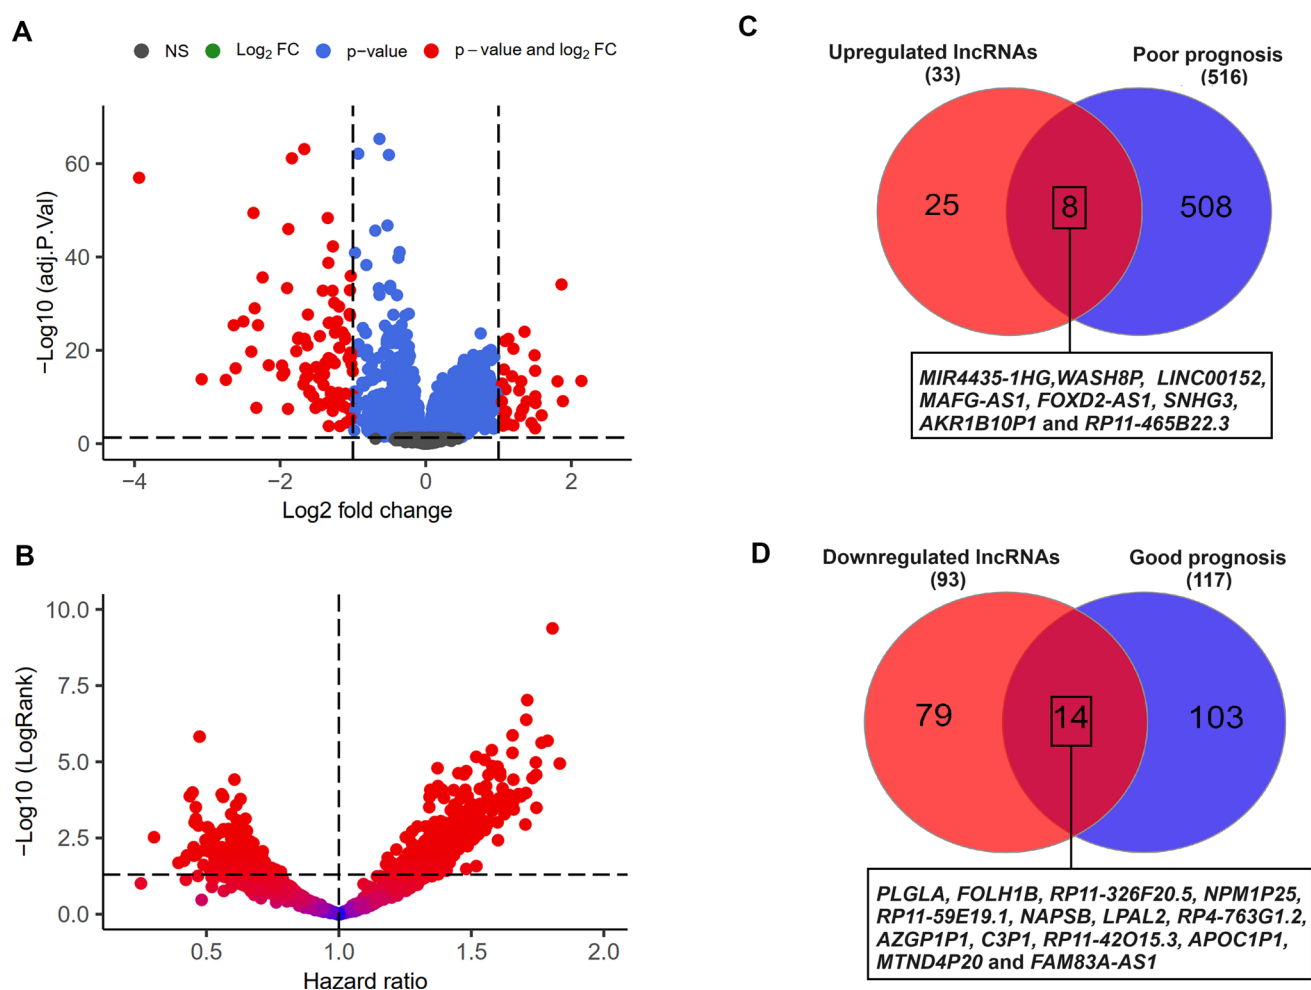 A
NS Log2 FC p−value p−value and log2 FC
−Log10 (adj.P.Val)
60
40
20
0
−4 −2 0 2
Log2 fold change
B
−Log10 (LogRank)
10.0
7.5
5.0
2.5
0.0
0.5 1.0 1.5 2.0
Hazard ratio
C
Upregulated lncRNAs
(33)
Poor prognosis
(516)
25 8 508
MIR4435-1HG,WASH8P, LINC00152,
MAFG-AS1, FOXD2-AS1, SNHG3,
AKR1B10P1 and RP11-465B22.3
D
Downregulated lncRNAs
(93)
Good prognosis
(117)
79 14 103
PLGLA, FOLH1B, RP11-326F20.5, NPM1P25,
RP11-59E19.1, NAPSB, LPAL2, RP4-763G1.2,
AZGP1P1, C3P1, RP11-42O15.3, APOC1P1,
MTND4P20 and FAM83A-AS1